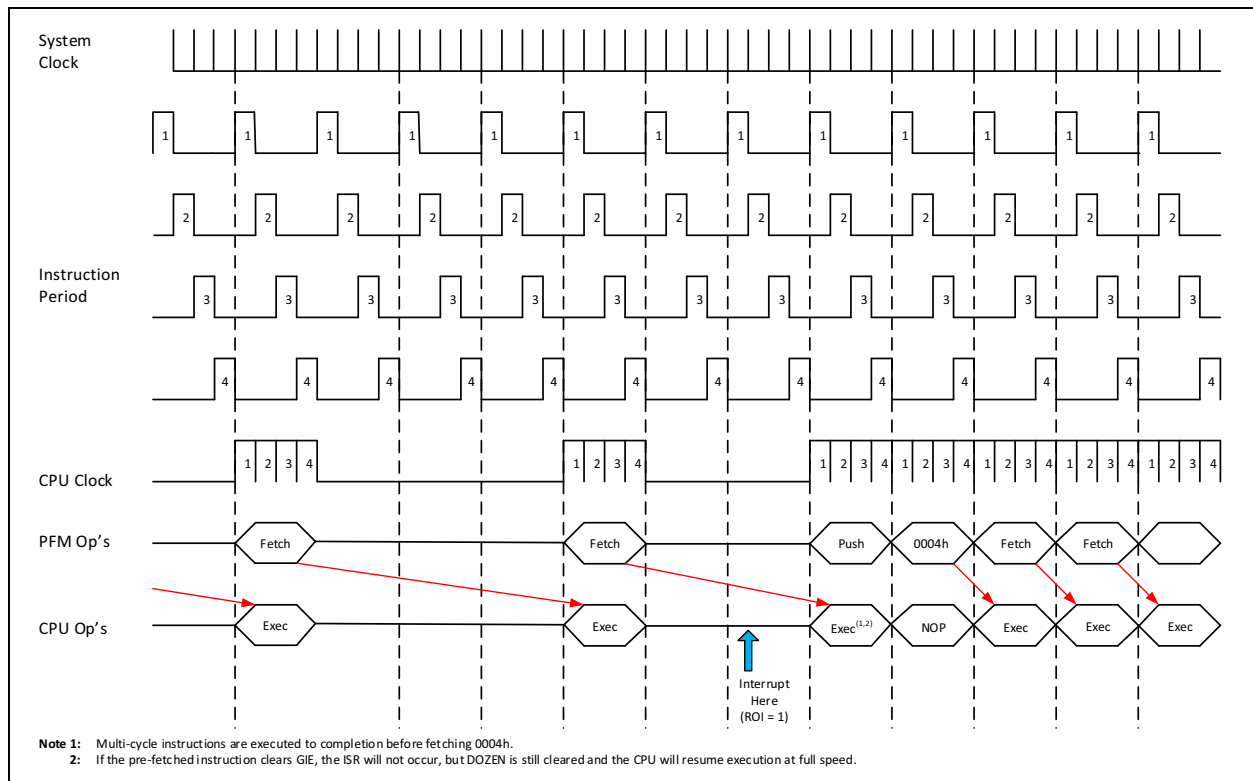 System
Clock
1 1 1 1 1 1 1 1 1 1 1 1 1
2 2 2 2 2 2 2 2 2 2 2 2 2
Instruction
Period
3 3 3 3 3 3 3 3 3 3 3 3 3
4 4 4 4 4 4 4 4 4 4 4 4 4
CPU Clock
1 2 3 4 1 2 3 4 1 2 3 4 1 2 3 4 1 2 3 4 1 2 3 4 1 2 3 4
PFM Op's
Fetch Fetch Push 0004h Fetch Fetch
CPU Op's
Exec Exec Exec(1,2) NOP Exec Exec Exec
Interrupt
Here
(ROI = 1)
Note 1: Multi-cycle instructions are executed to completion before fetching 0004h.
2: If the pre-fetched instruction clears GIE, the ISR will not occur, but DOZEN is still cleared and the CPU will resume execution at full speed.